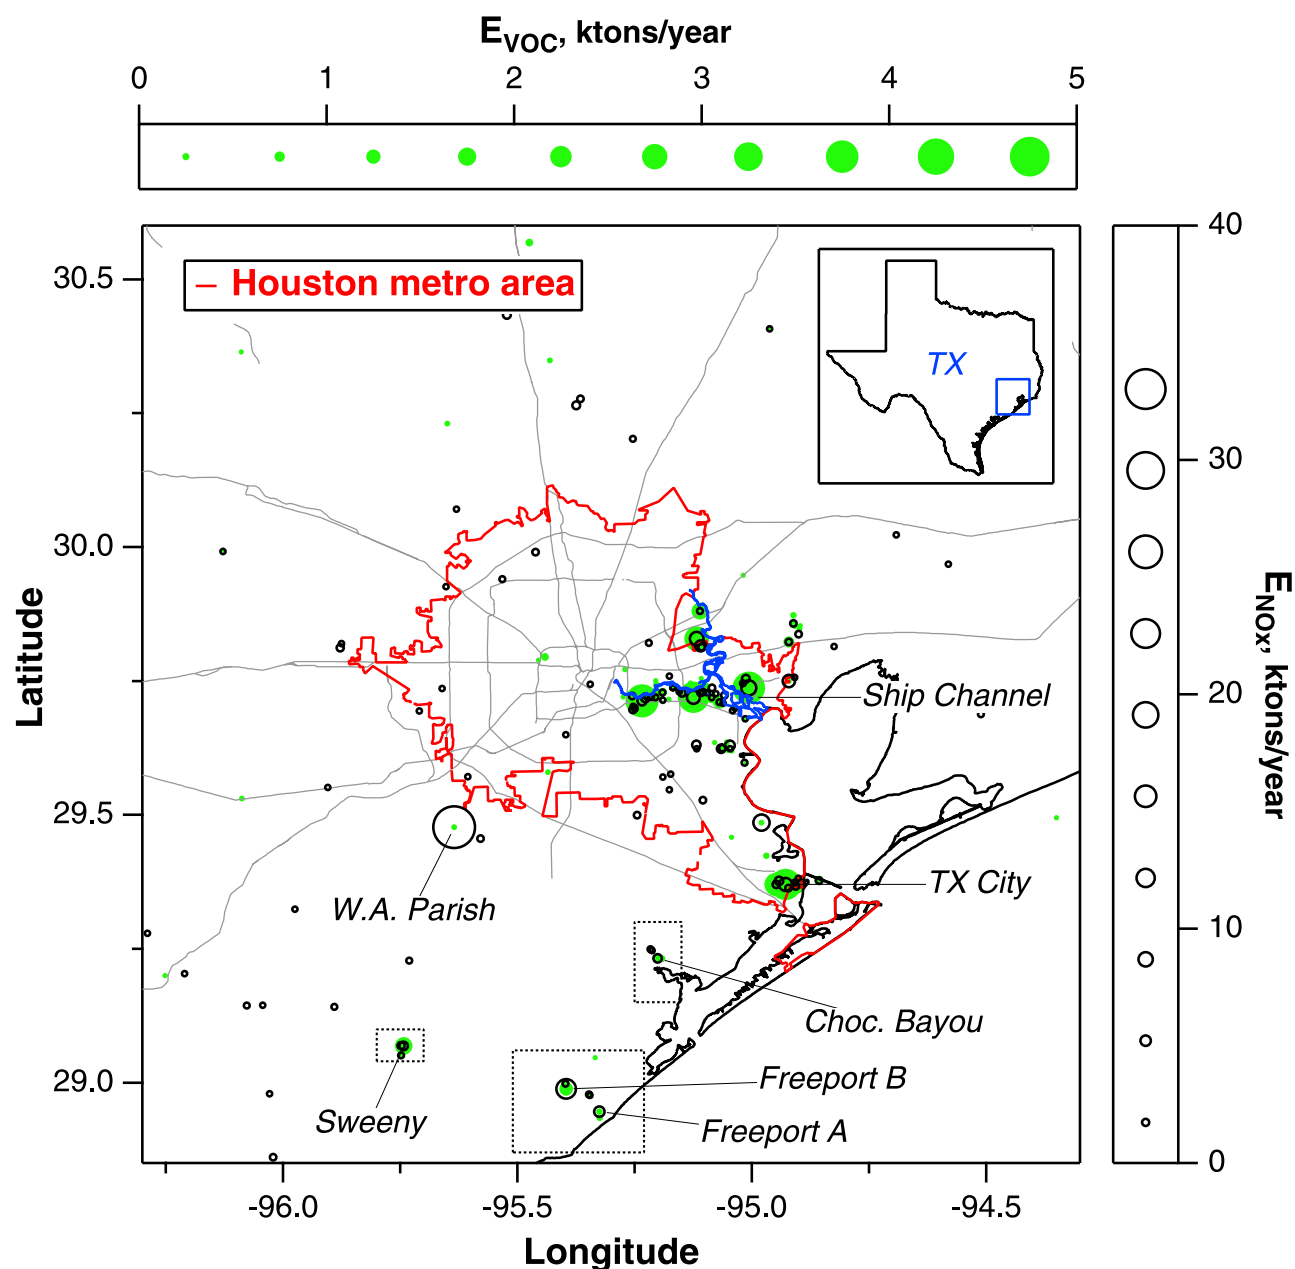 E_VOC, ktons/year
0 1 2 3 4 5
– Houston metro area
TX
Ship Channel
W.A. Parish
TX City
Choc. Bayou
Sweeny
Freeport B
Freeport A
30.5
30.0
29.5
29.0
Latitude
-96.0 -95.5 -95.0 -94.5
Longitude
40
30
20
10
0
E_NOx, ktons/year